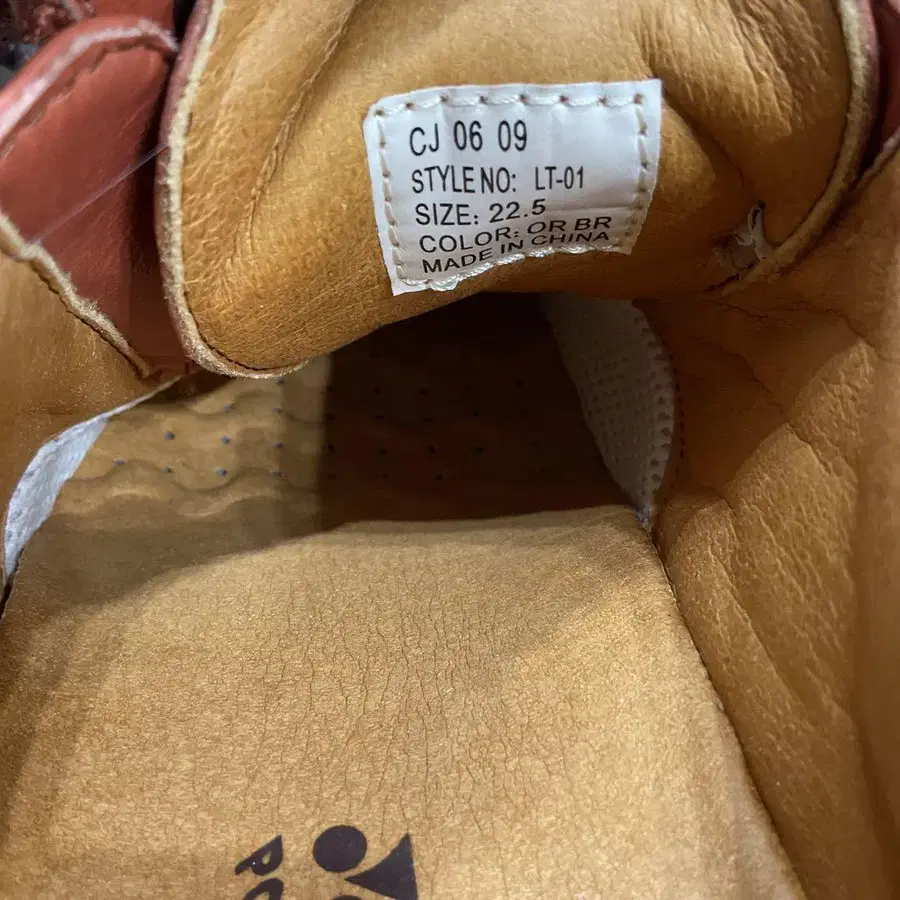 CJ 06 09
STYLE NO: LT-01
SIZE: 22.5
COLOR: OR BR
MADE IN CHINA